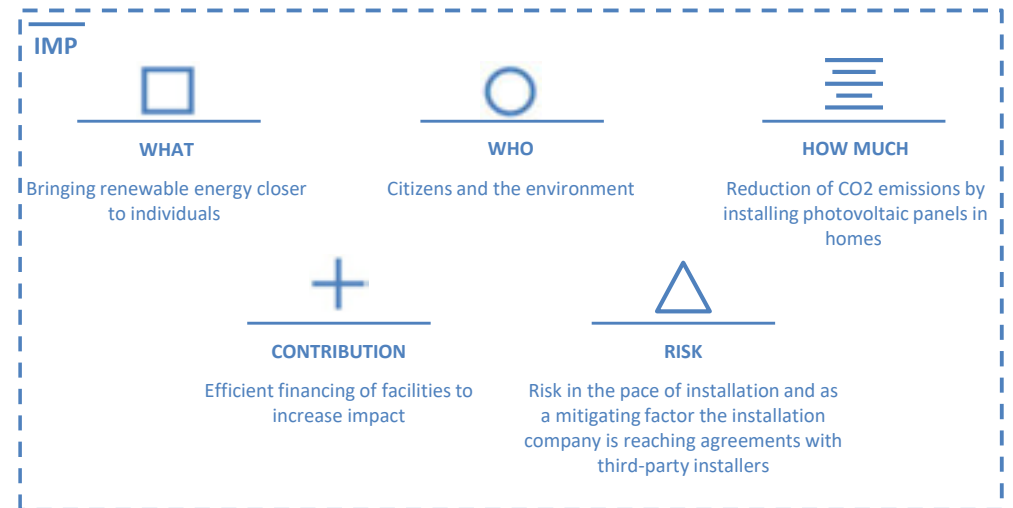 IMP
WHAT
Bringing renewable energy closer
to individuals
WHO
Citizens and the environment
HOW MUCH
Reduction of CO2 emissions by
installing photovoltaic panels in
homes
CONTRIBUTION
Efficient financing of facilities to
increase impact
RISK
Risk in the pace of installation and as
a mitigating factor the installation
company is reaching agreements with
third-party installers